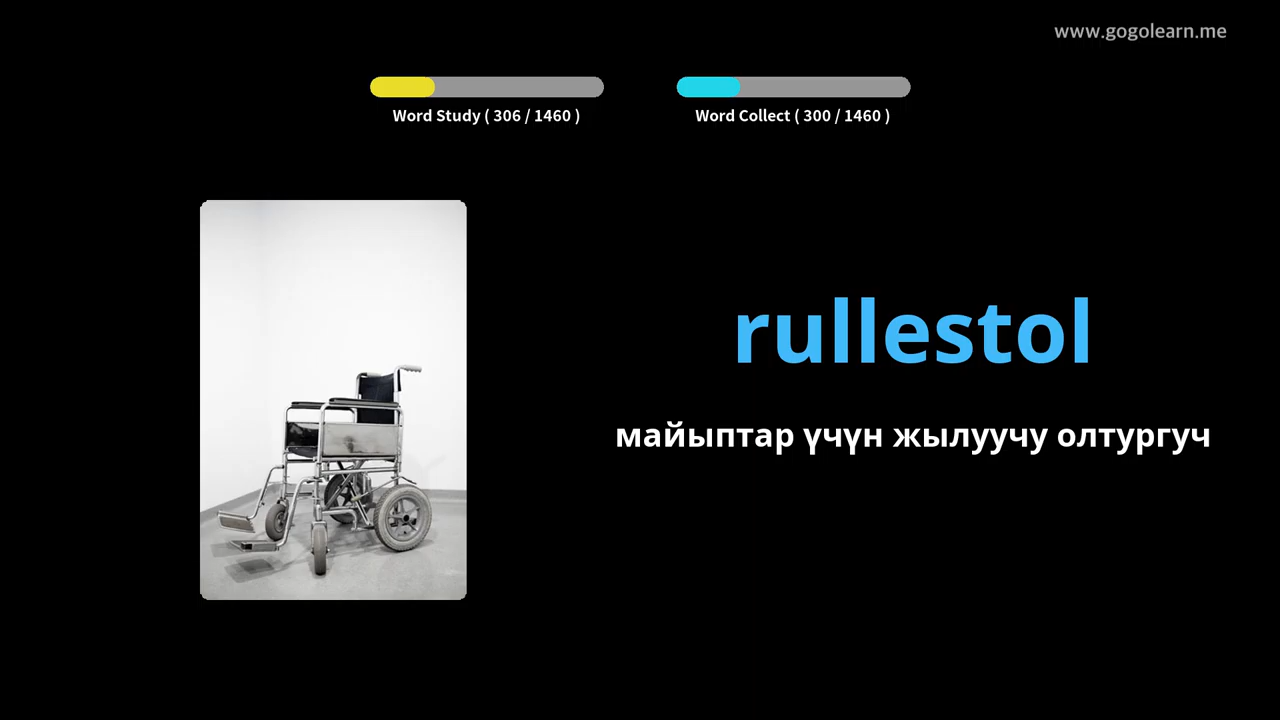 www.gogolearn.me
Word Study ( 306 / 1460 )
Word Collect ( 300 / 1460 )
rullestol
майыптар үчүн жылуучу олтургуч